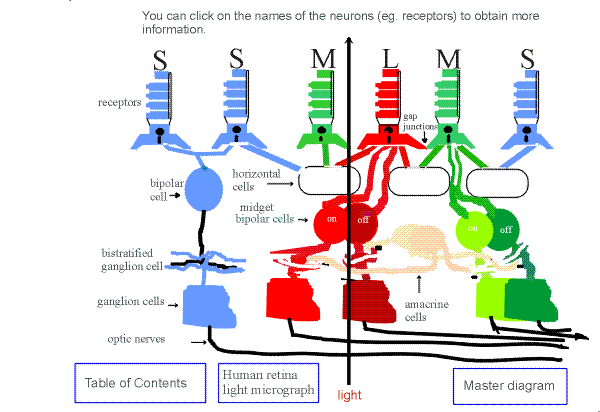 You can click on the names of the neurons (eg. receptors) to obtain more
information.
S S M L M S
receptors
gap
junctions
horizontal
cells
bipolar
cell
midget
bipolar cells
on off
on off
bistratified
ganglion cell
ganglion cells
amacrine
cells
optic nerves
Table of Contents
Human retina
light micrograph
light
Master diagram